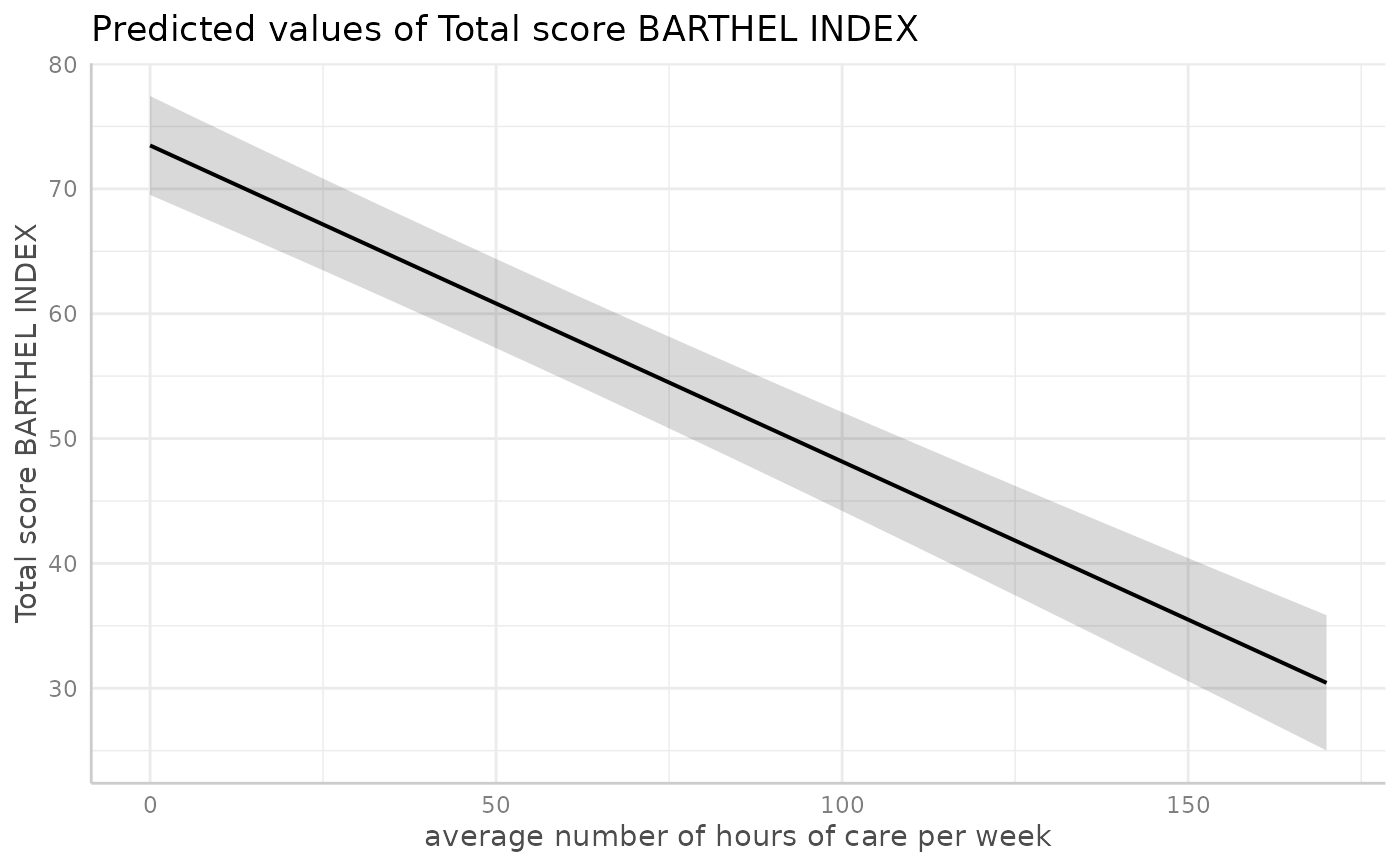 Predicted values of Total score BARTHEL INDEX
Total score BARTHEL INDEX
80
70
60
50
40
30
0 50 100 150
average number of hours of care per week